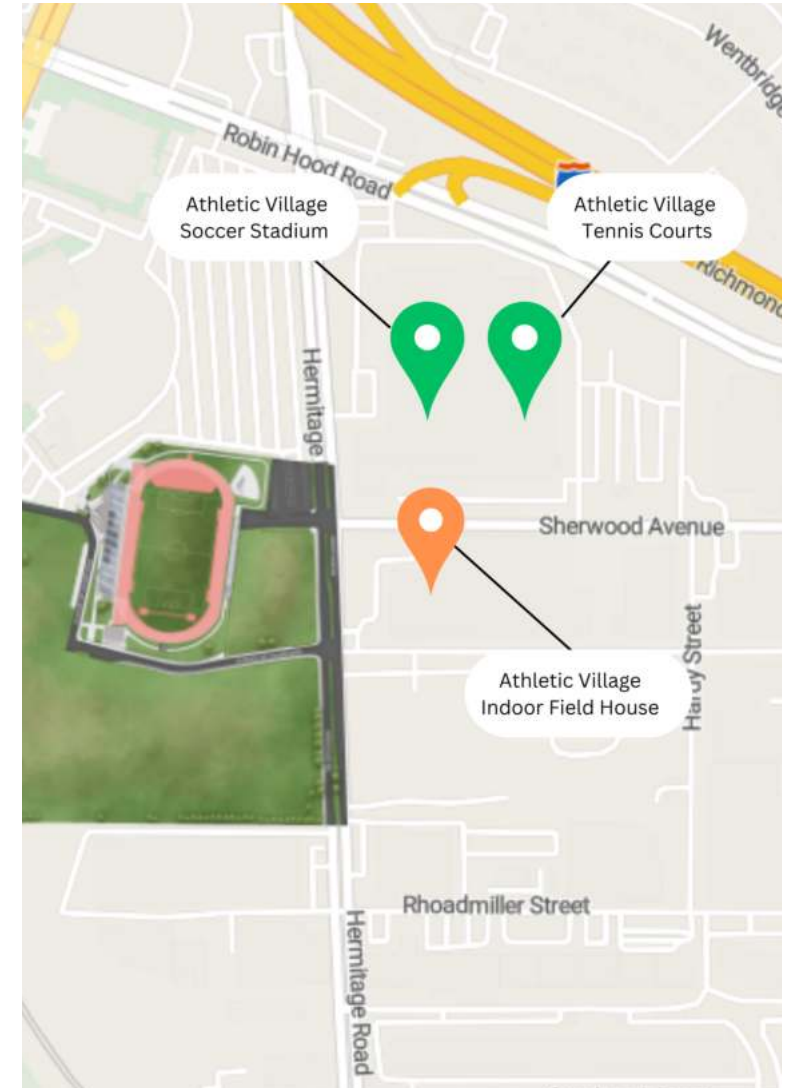 Wentbridge
Robin Hood Road
Athletic Village
Soccer Stadium
Athletic Village
Tennis Courts
Richmond
Hermitage
Sherwood Avenue
Hardy Street
Athletic Village
Indoor Field House
Rhoadmiller Street
Hermitage Road